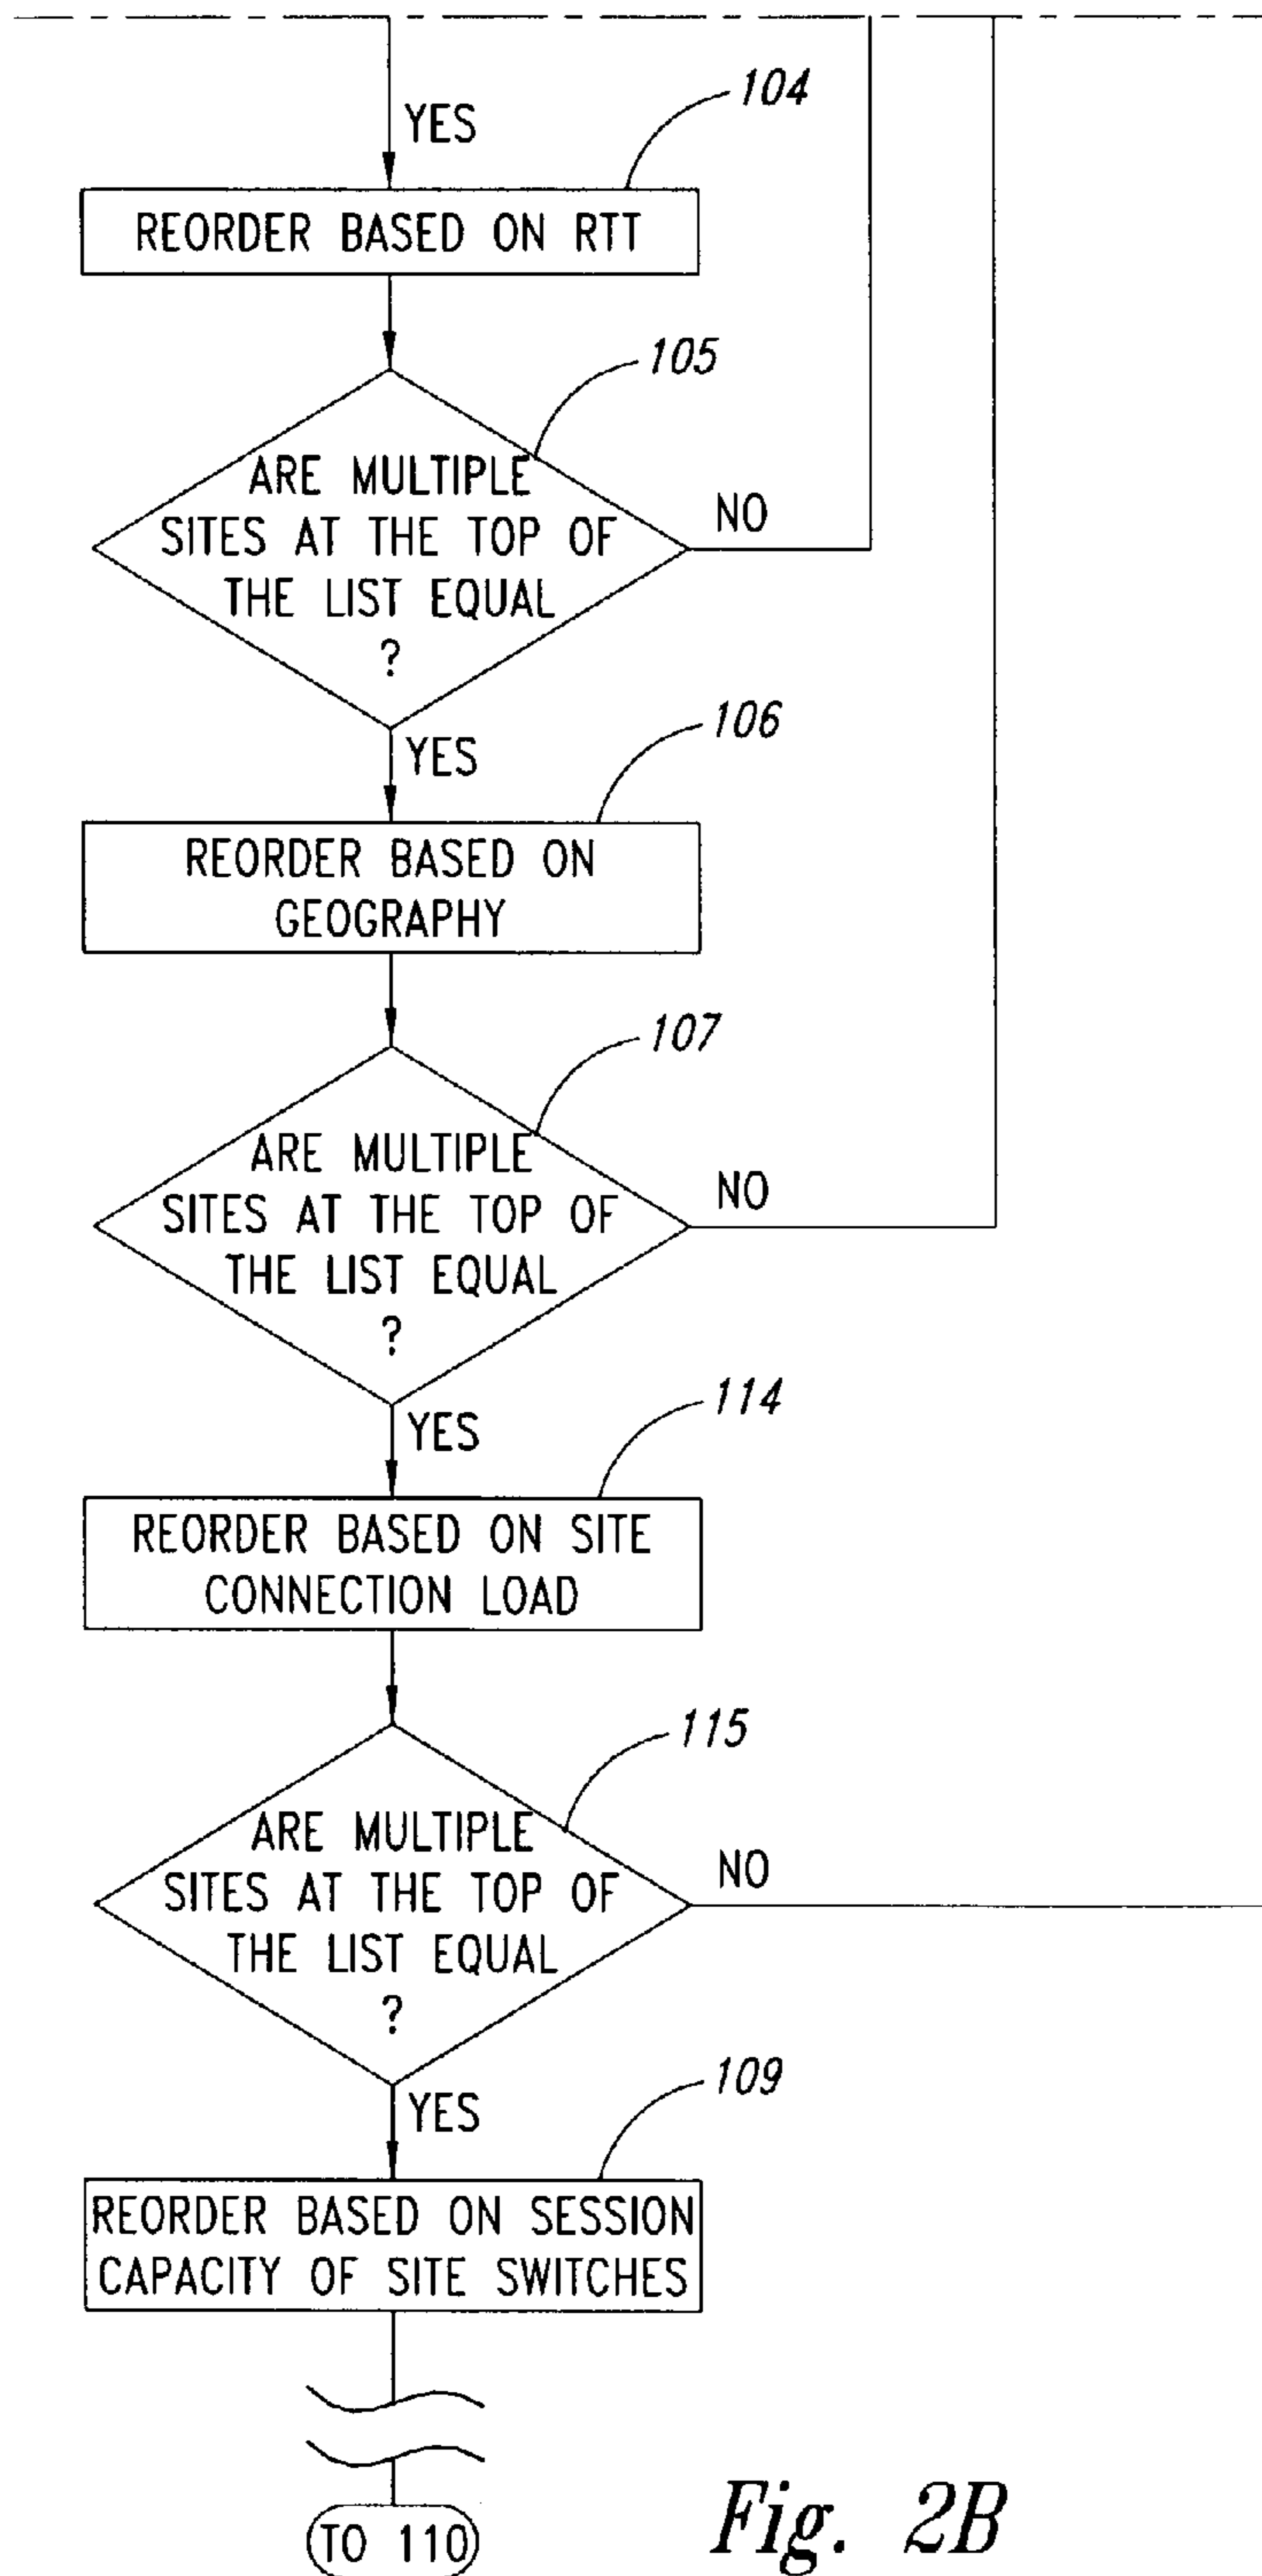 104
YES
REORDER BASED ON RTT
105
ARE MULTIPLE
SITES AT THE TOP OF
THE LIST EQUAL
?
NO
YES
106
REORDER BASED ON
GEOGRAPHY
107
ARE MULTIPLE
SITES AT THE TOP OF
THE LIST EQUAL
?
NO
YES
114
REORDER BASED ON SITE
CONNECTION LOAD
115
ARE MULTIPLE
SITES AT THE TOP OF
THE LIST EQUAL
?
NO
YES
109
REORDER BASED ON SESSION
CAPACITY OF SITE SWITCHES
TO 110
Fig. 2B